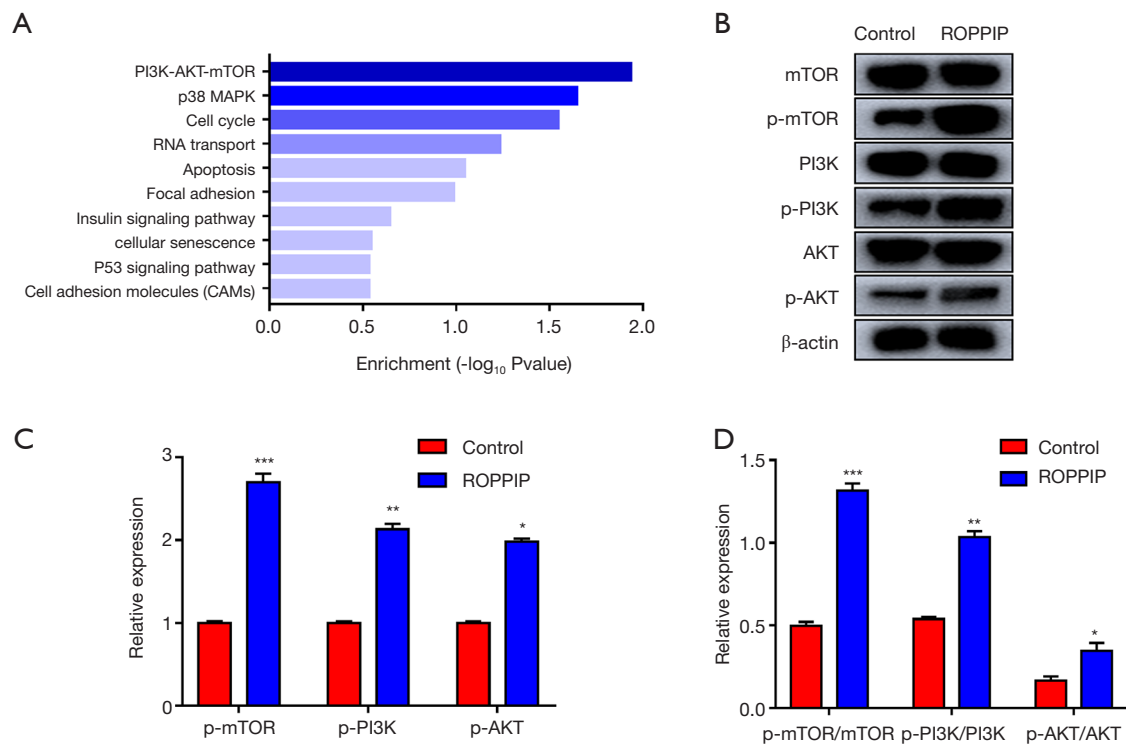 A
PI3K-AKT-mTOR
p38 MAPK
Cell cycle
RNA transport
Apoptosis
Focal adhesion
Insulin signaling pathway
cellular senescence
P53 signaling pathway
Cell adhesion molecules (CAMs)
0.0 0.5 1.0 1.5 2.0
Enrichment (-log₁₀ Pvalue)
B
Control ROPPIP
mTOR
p-mTOR
PI3K
p-PI3K
AKT
p-AKT
β-actin
C
Control
ROPPIP
Relative expression
3
2
1
0
***
**
*
p-mTOR p-PI3K p-AKT
D
Control
ROPPIP
Relative expression
1.5
1.0
0.5
0.0
***
**
*
p-mTOR/mTOR p-PI3K/PI3K p-AKT/AKT